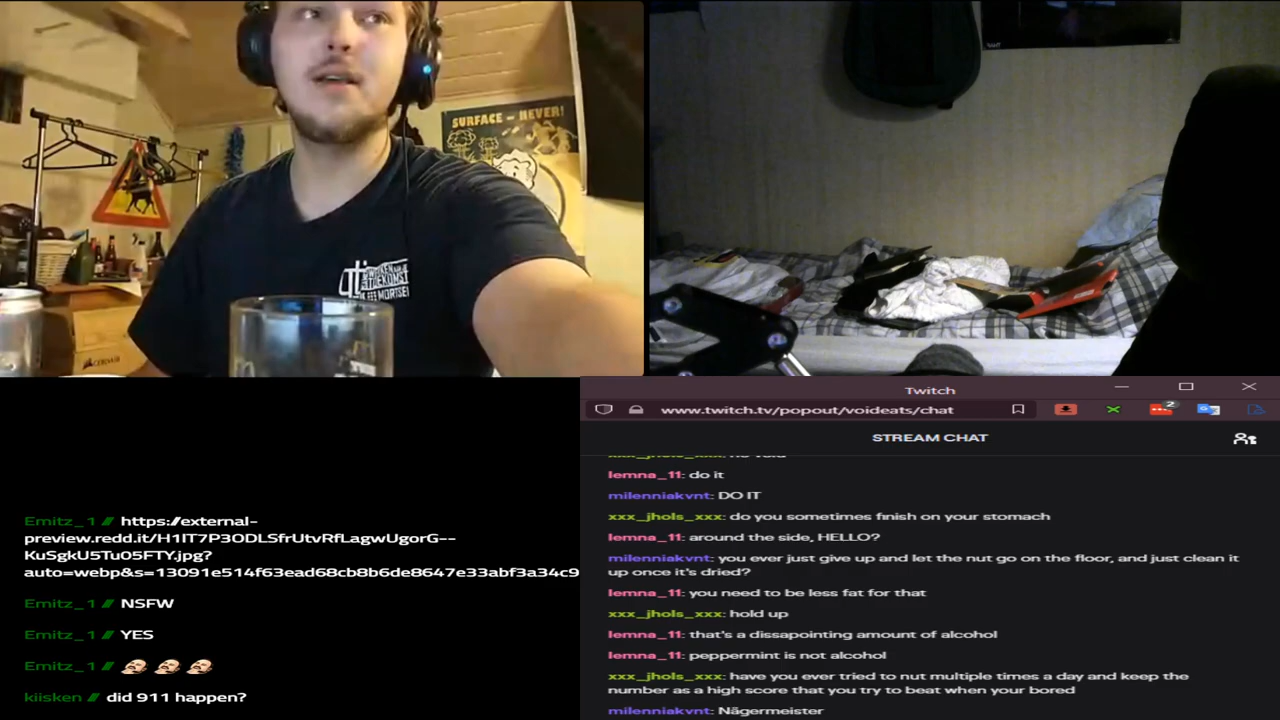 SURFACE - NEVER!
CORSAIR
Emitz_1 // https://external-
preview.redd.it/H1IT7P3ODLSfrUtvRfLagwUgorG--
KuSgkU5Tu05FTY.jpg?
auto=webp&s=13091e514f63ead68cb8b6de8647e33abf3a34c9
Emitz_1 // NSFW
Emitz_1 // YES
Emitz_1 //
kiisken // did 911 happen?
Twitch
www.twitch.tv/popout/voideats/chat
2
STREAM CHAT
xxx_jhols_xxx: no void
lemna_11: do it
milenniakvnt: DO IT
xxx_jhols_xxx: do you sometimes finish on your stomach
lemna_11: around the side, HELLO?
milenniakvnt: you ever just give up and let the nut go on the floor, and just clean it
up once it's dried?
lemna_11: you need to be less fat for that
xxx_jhols_xxx: hold up
lemna_11: that's a dissapointing amount of alcohol
lemna_11: peppermint is not alcohol
xxx_jhols_xxx: have you ever tried to nut multiple times a day and keep the
number as a high score that you try to beat when your bored
milenniakvnt: Nägermeister